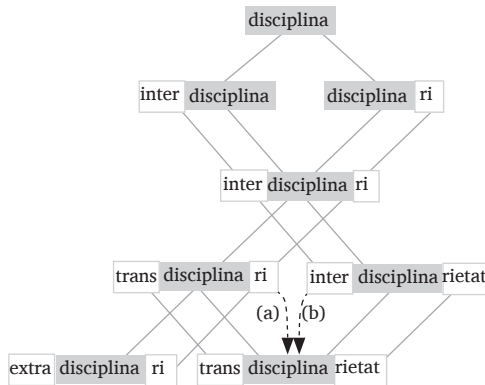 disciplina
inter disciplina disciplina ri
inter disciplina ri
trans disciplina ri inter disciplina rietat
(a) (b)
extra disciplina ri trans disciplina rietat